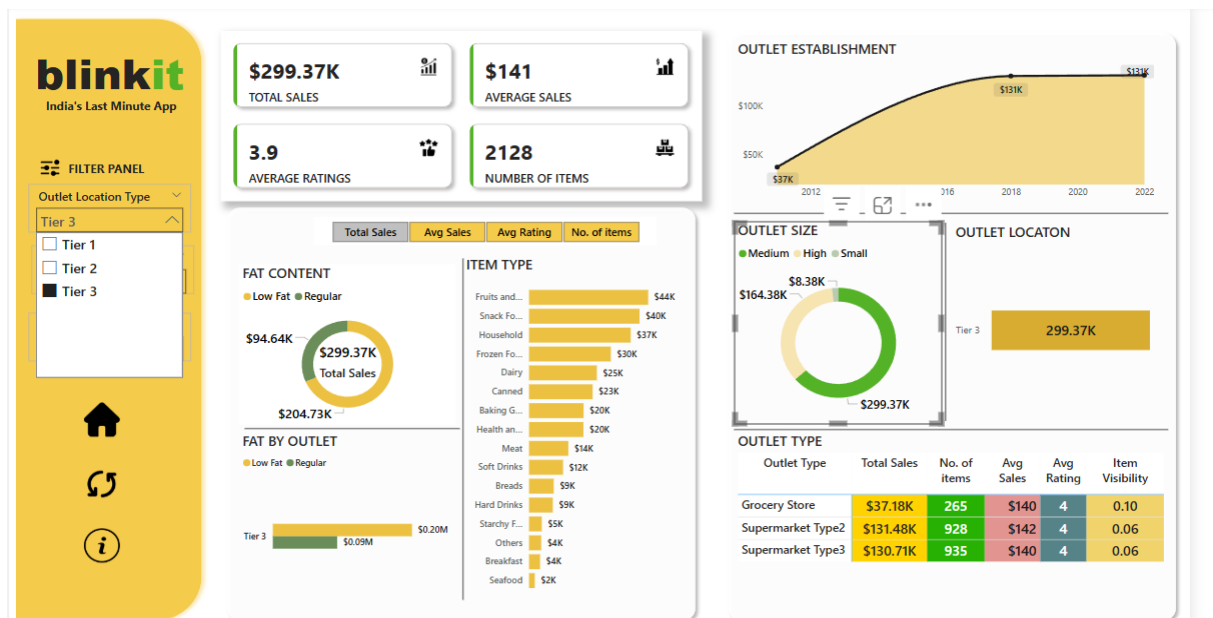 blinkit
India's Last Minute App
FILTER PANEL
Outlet Location Type
Tier 3
Tier 1
Tier 2
Tier 3
$299.37K
TOTAL SALES
$141
AVERAGE SALES
3.9
AVERAGE RATINGS
2128
NUMBER OF ITEMS
Total Sales Avg Sales Avg Rating No. of items
FAT CONTENT
Low Fat Regular
$94.64K
$299.37K
Total Sales
$204.73K
FAT BY OUTLET
Low Fat Regular
Tier 3
$0.20M
$0.09M
ITEM TYPE
Fruits and... $44K
Snack Fo... $40K
Household $37K
Frozen Fo... $30K
Dairy $25K
Canned $23K
Baking G... $20K
Health an... $20K
Meat $14K
Soft Drinks $12K
Breads $9K
Hard Drinks $9K
Starchy F... $5K
Others $4K
Breakfast $4K
Seafood $2K
OUTLET ESTABLISHMENT
$131K
$131K
$100K
$50K
$37K
2012 016 2018 2020 2022
OUTLET SIZE
Medium High Small
$8.38K
$164.38K
$299.37K
OUTLET LOCATON
Tier 3 299.37K
OUTLET TYPE
Outlet Type Total Sales No. of items Avg Sales Avg Rating Item Visibility
Grocery Store $37.18K 265 $140 4 0.10
Supermarket Type2 $131.48K 928 $142 4 0.06
Supermarket Type3 $130.71K 935 $140 4 0.06